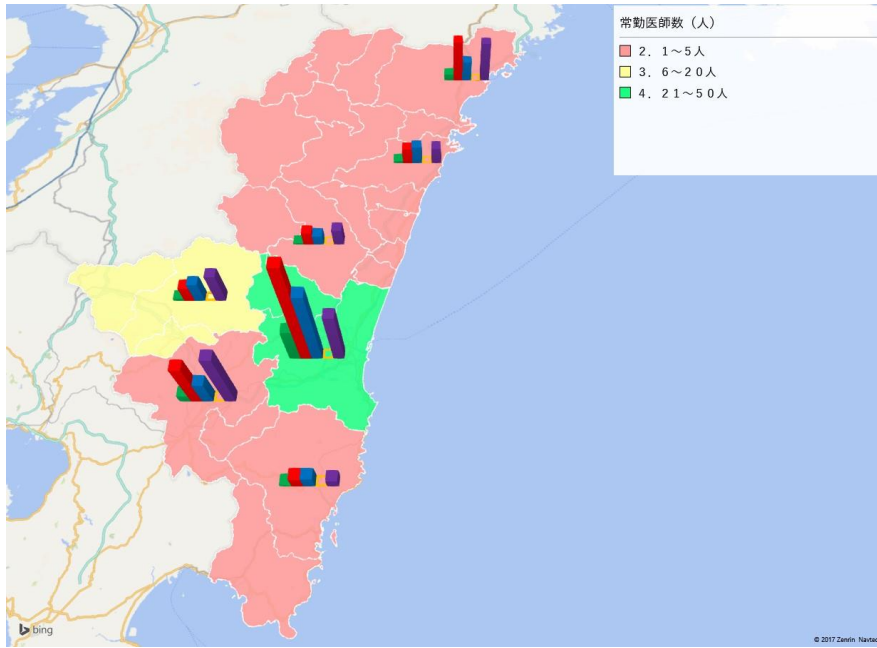 常勤医師数（人）
２．１～５人
３．６～２０人
４．２１～５０人
bing
© 2017 Zenrin Navteq